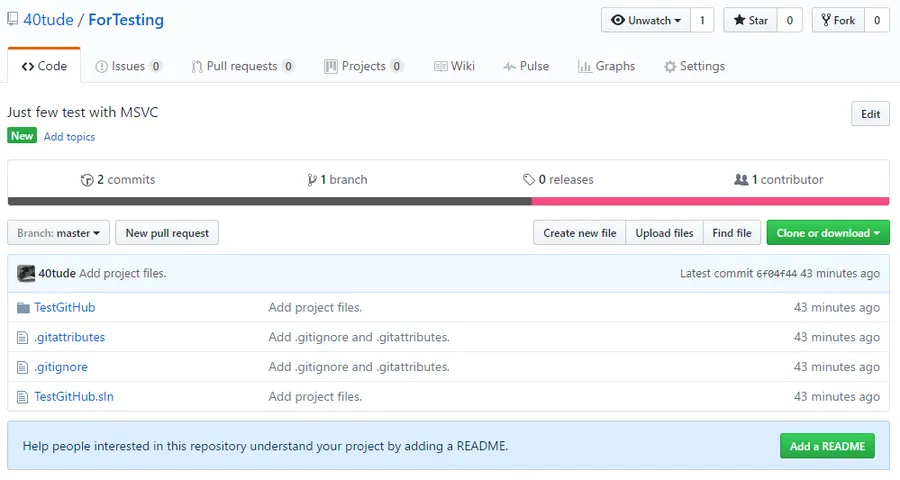 40tude / ForTesting Unwatch 1 Star 0 Fork 0
Code Issues 0 Pull requests 0 Projects 0 Wiki Pulse Graphs Settings
Just few test with MSVC Edit
New Add topics
2 commits 1 branch 0 releases 1 contributor
Branch: master New pull request Create new file Upload files Find file Clone or download
40tude Add project files. Latest commit 6f04f44 43 minutes ago
TestGitHub Add project files. 43 minutes ago
.gitattributes Add .gitignore and .gitattributes. 43 minutes ago
.gitignore Add .gitignore and .gitattributes. 43 minutes ago
TestGitHub.sln Add project files. 43 minutes ago
Help people interested in this repository understand your project by adding a README. Add a README